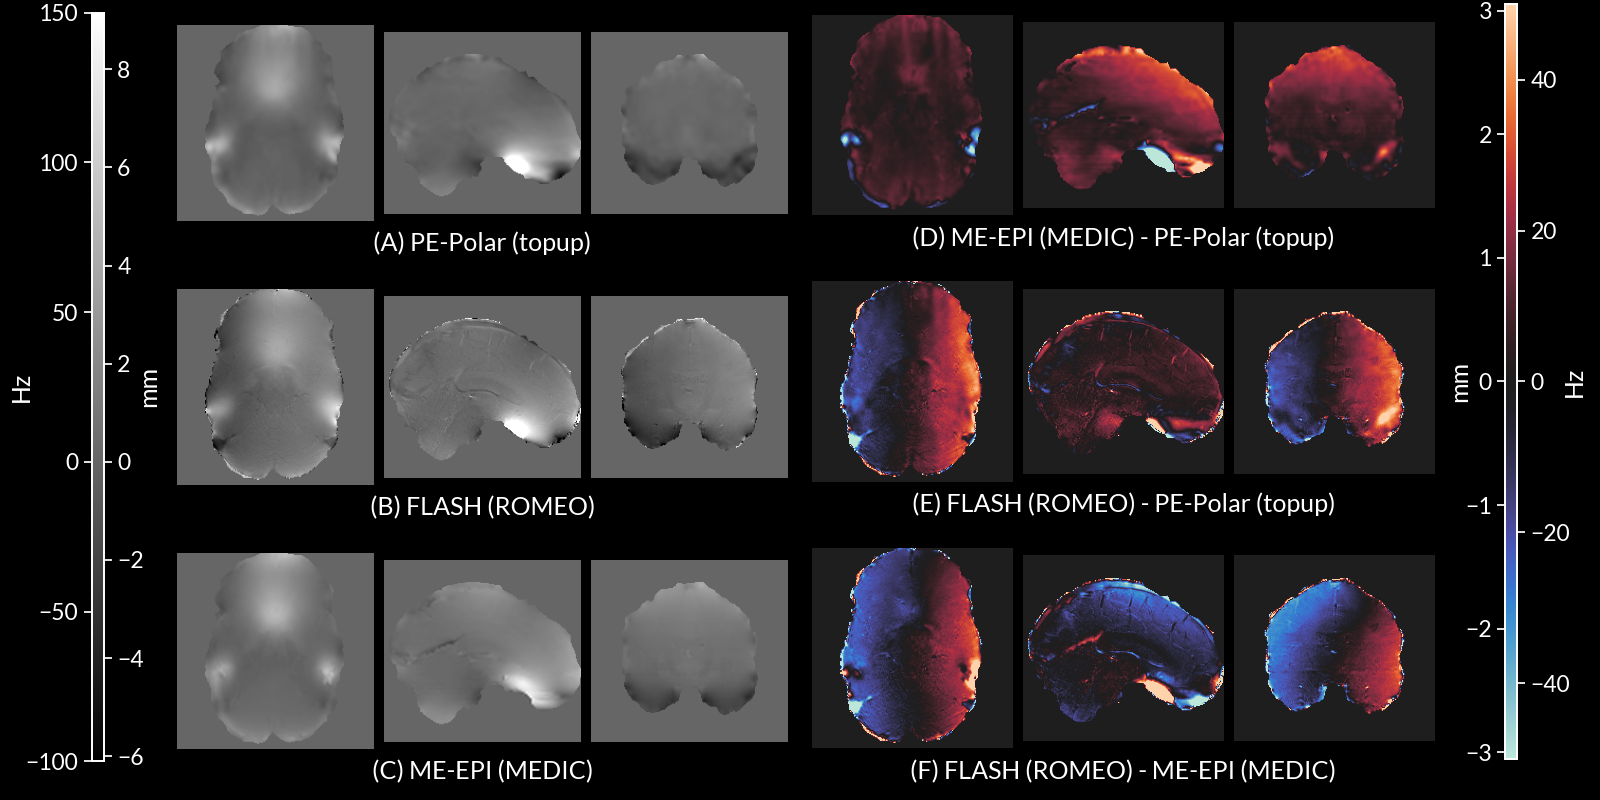 150
100
50
0
−50
−100
Hz
8
6
4
2
0
−2
−4
−6
mm
(A) PE-Polar (topup)
(B) FLASH (ROMEO)
(C) ME-EPI (MEDIC)
(D) ME-EPI (MEDIC) - PE-Polar (topup)
(E) FLASH (ROMEO) - PE-Polar (topup)
(F) FLASH (ROMEO) - ME-EPI (MEDIC)
3
2
1
0
−1
−2
−3
mm
40
20
0
−20
−40
Hz